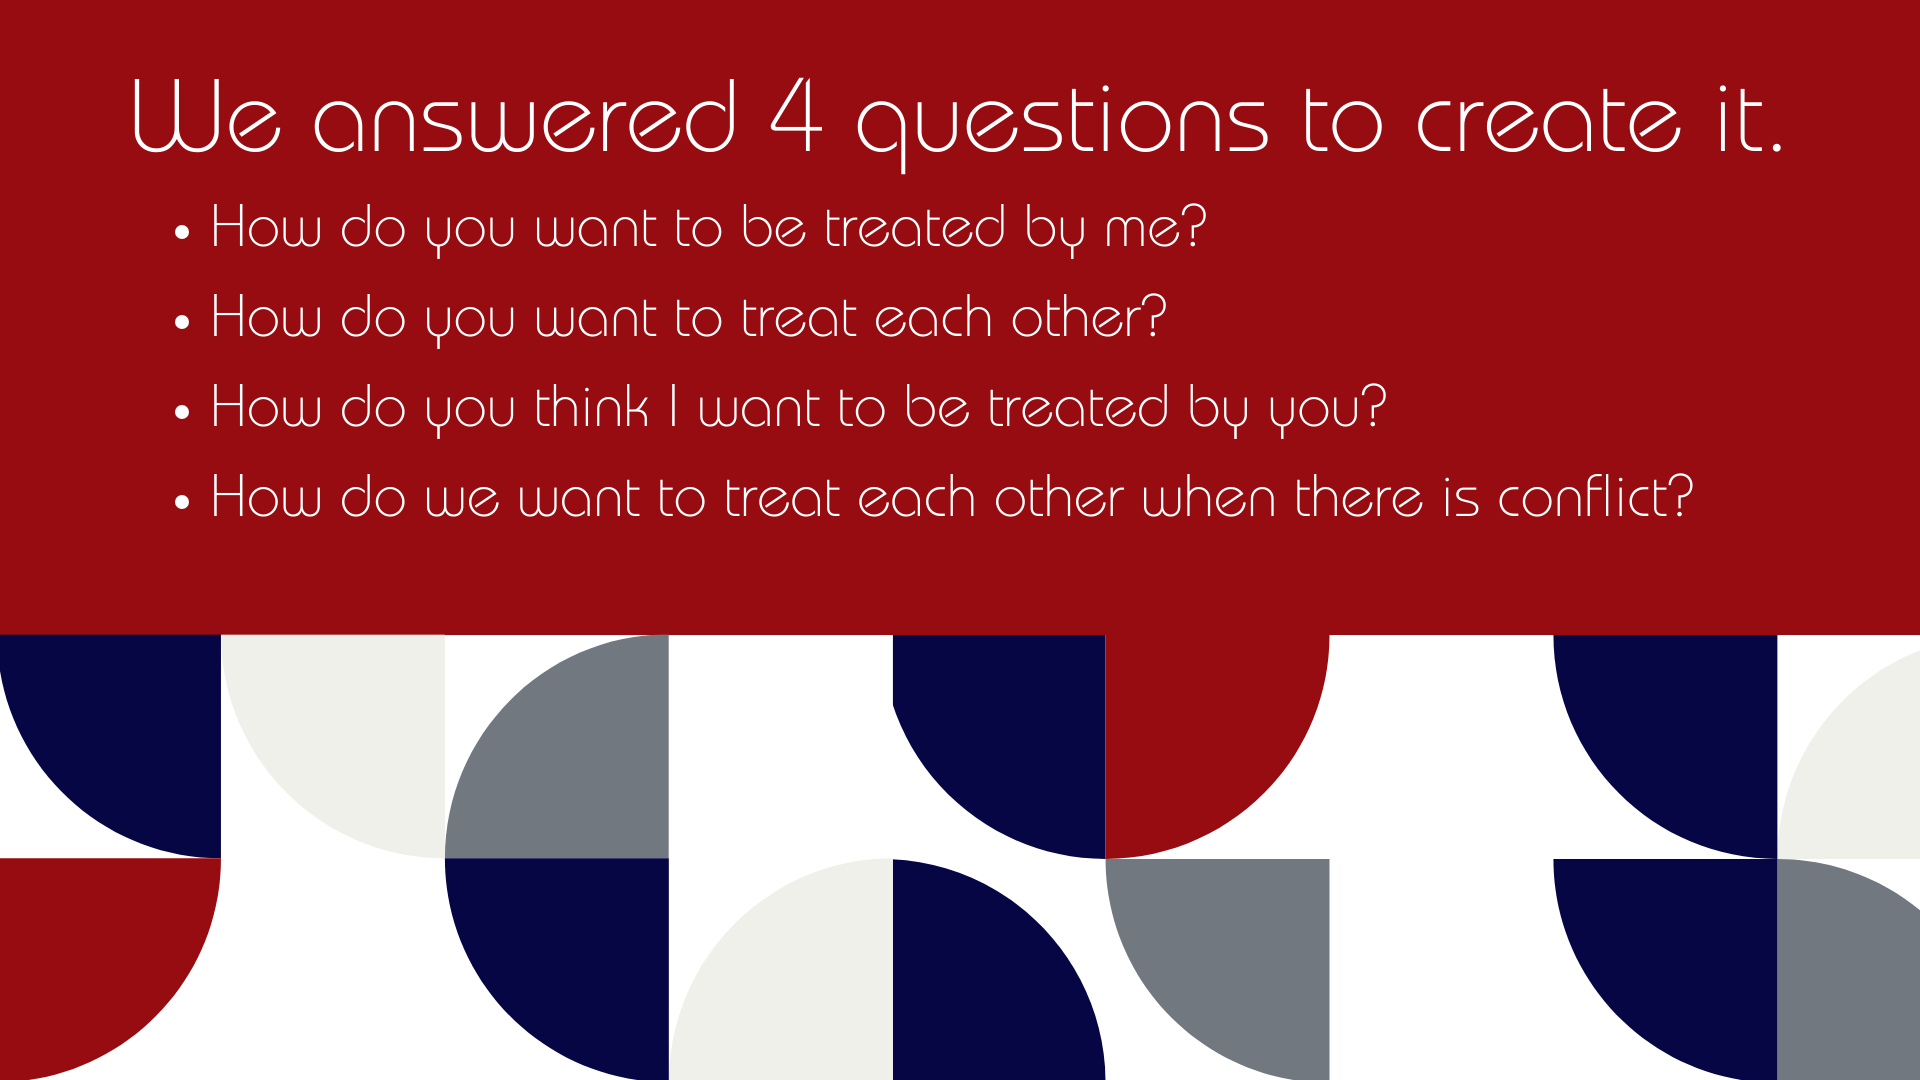 We answered 4 questions to create it.
• How do you want to be treated by me?
• How do you want to treat each other?
• How do you think I want to be treated by you?
• How do we want to treat each other when there is conflict?